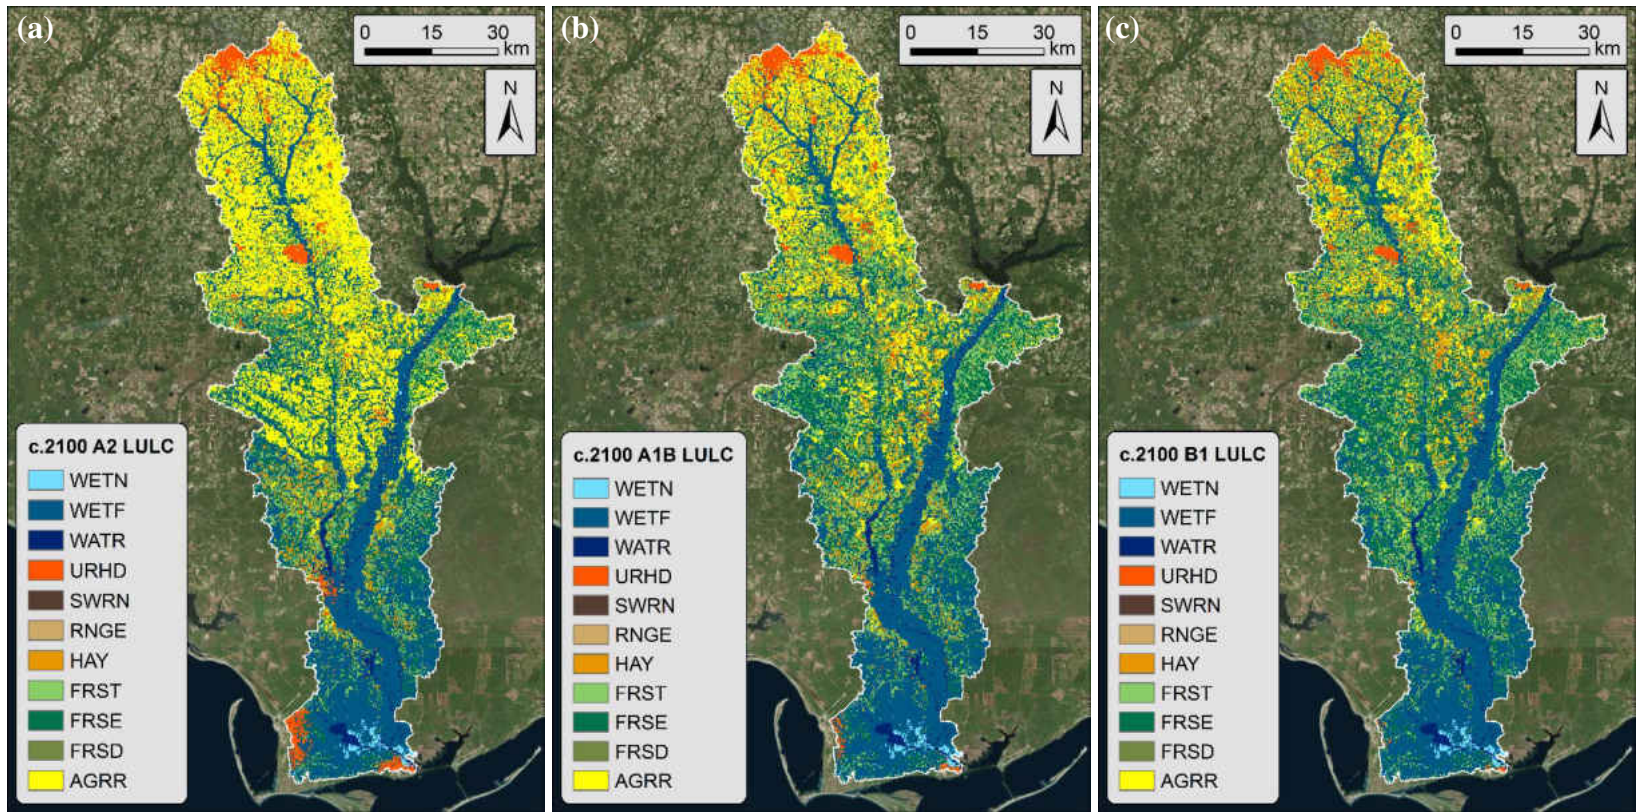 (a)
0 15 30
km
N
c.2100 A2 LULC
WETN
WETF
WATR
URHD
SWRN
RNGE
HAY
FRST
FRSE
FRSD
AGRR
(b)
0 15 30
km
N
c.2100 A1B LULC
WETN
WETF
WATR
URHD
SWRN
RNGE
HAY
FRST
FRSE
FRSD
AGRR
(c)
0 15 30
km
N
c.2100 B1 LULC
WETN
WETF
WATR
URHD
SWRN
RNGE
HAY
FRST
FRSE
FRSD
AGRR